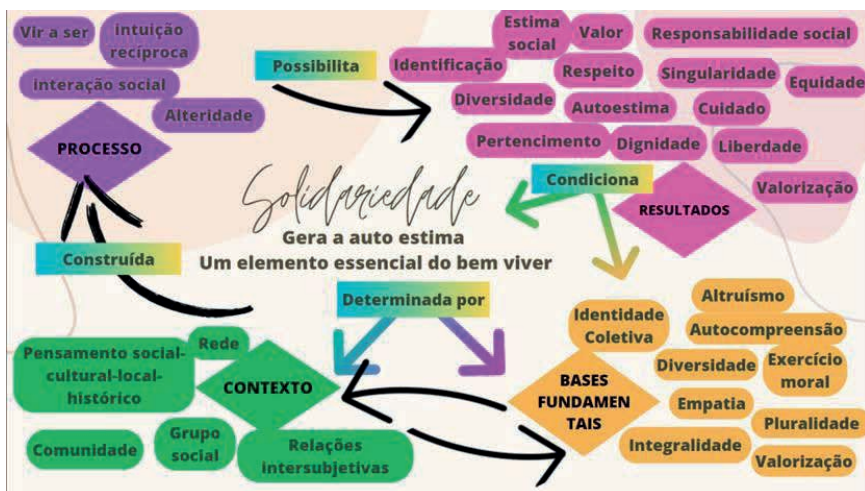 Vir a ser
intuição
recíproca
interação social
Alteridade
PROCESSO
Possibilita
Estima
social
Valor
Responsabilidade social
Identificação
Respeito
Singularidade
Equidade
Diversidade
Autoestima
Cuidado
Pertencimento
Dignidade
Liberdade
Valorização
Condiciona
RESULTADOS
Solidariedade
Gera a auto estima
Um elemento essencial do bem viver
Construída
Determinada por
Rede
Pensamento social-
cultural-local-
histórico
CONTEXTO
Comunidade
Grupo
social
Relações
intersubjetivas
Identidade
Coletiva
Altruísmo
Autocompreensão
Diversidade
Exercício
moral
BASES
FUNDAMEN
TAIS
Empatia
Pluralidade
Integralidade
Valorização